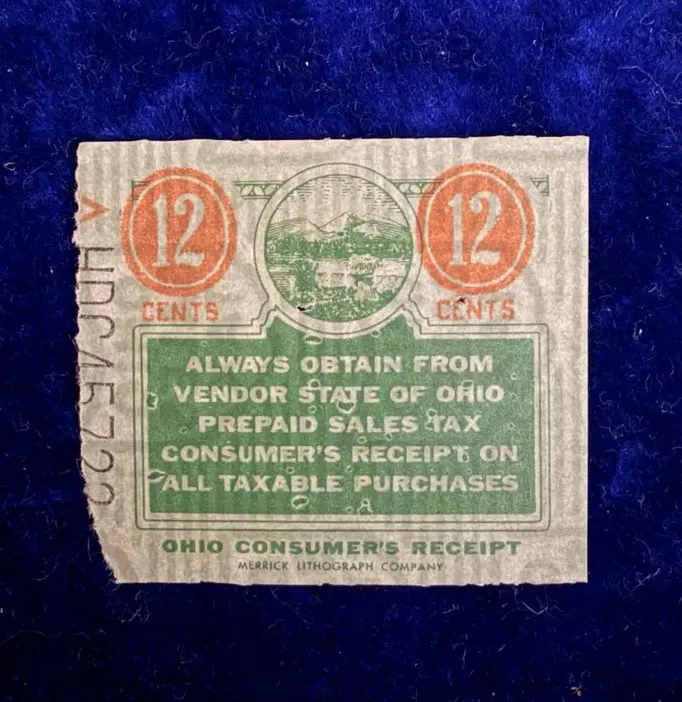 12 12
CENTS CENTS
ALWAYS OBTAIN FROM
VENDOR STATE OF OHIO
PREPAID SALES TAX
CONSUMER'S RECEIPT ON
ALL TAXABLE PURCHASES
OHIO CONSUMER'S RECEIPT
MERRICK LITHOGRAPH COMPANY